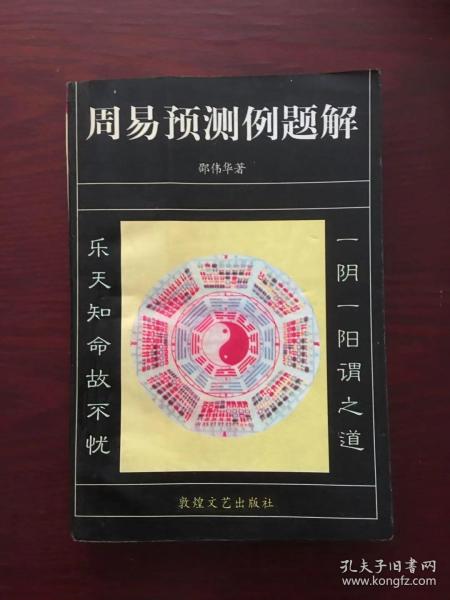 周易预测例题解
邵伟华著
一阴一阳谓之道
乐天知命故不忧
敦煌文艺出版社
孔夫子旧书网
www.kongfz.com